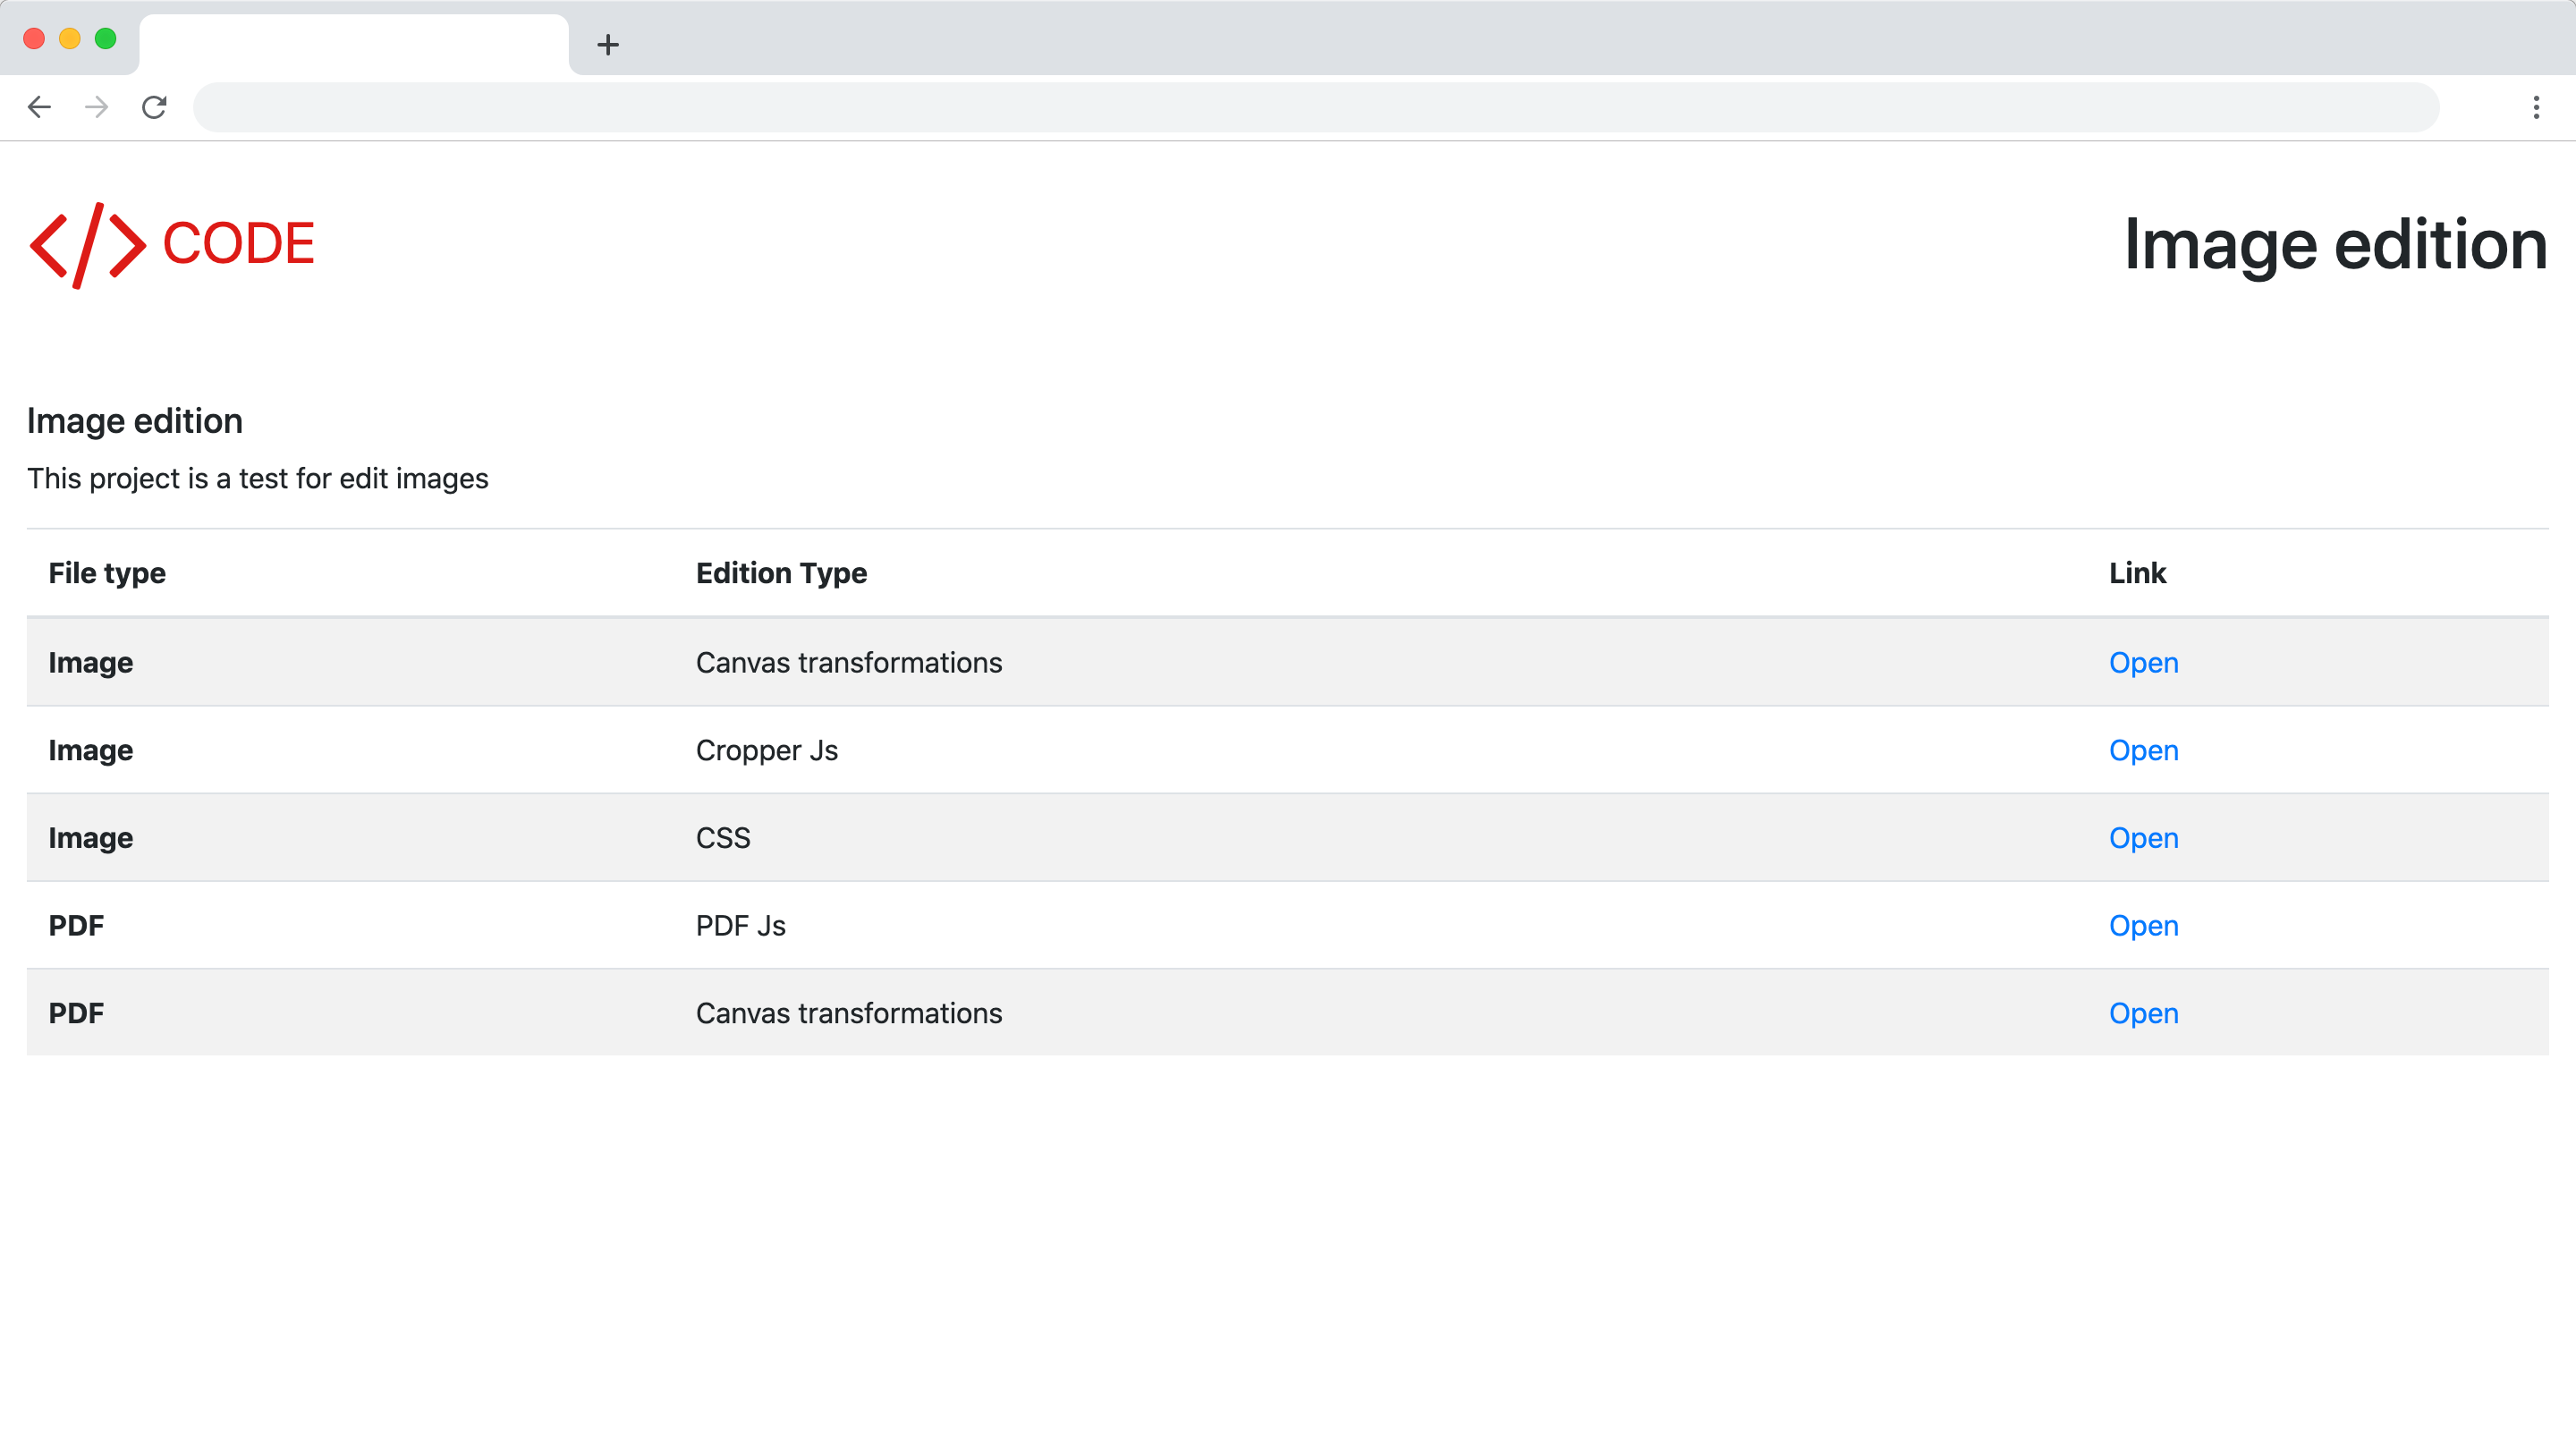 </> CODE
Image edition
Image edition
This project is a test for edit images
File type Edition Type Link
Image Canvas transformations Open
Image Cropper Js Open
Image CSS Open
PDF PDF Js Open
PDF Canvas transformations Open